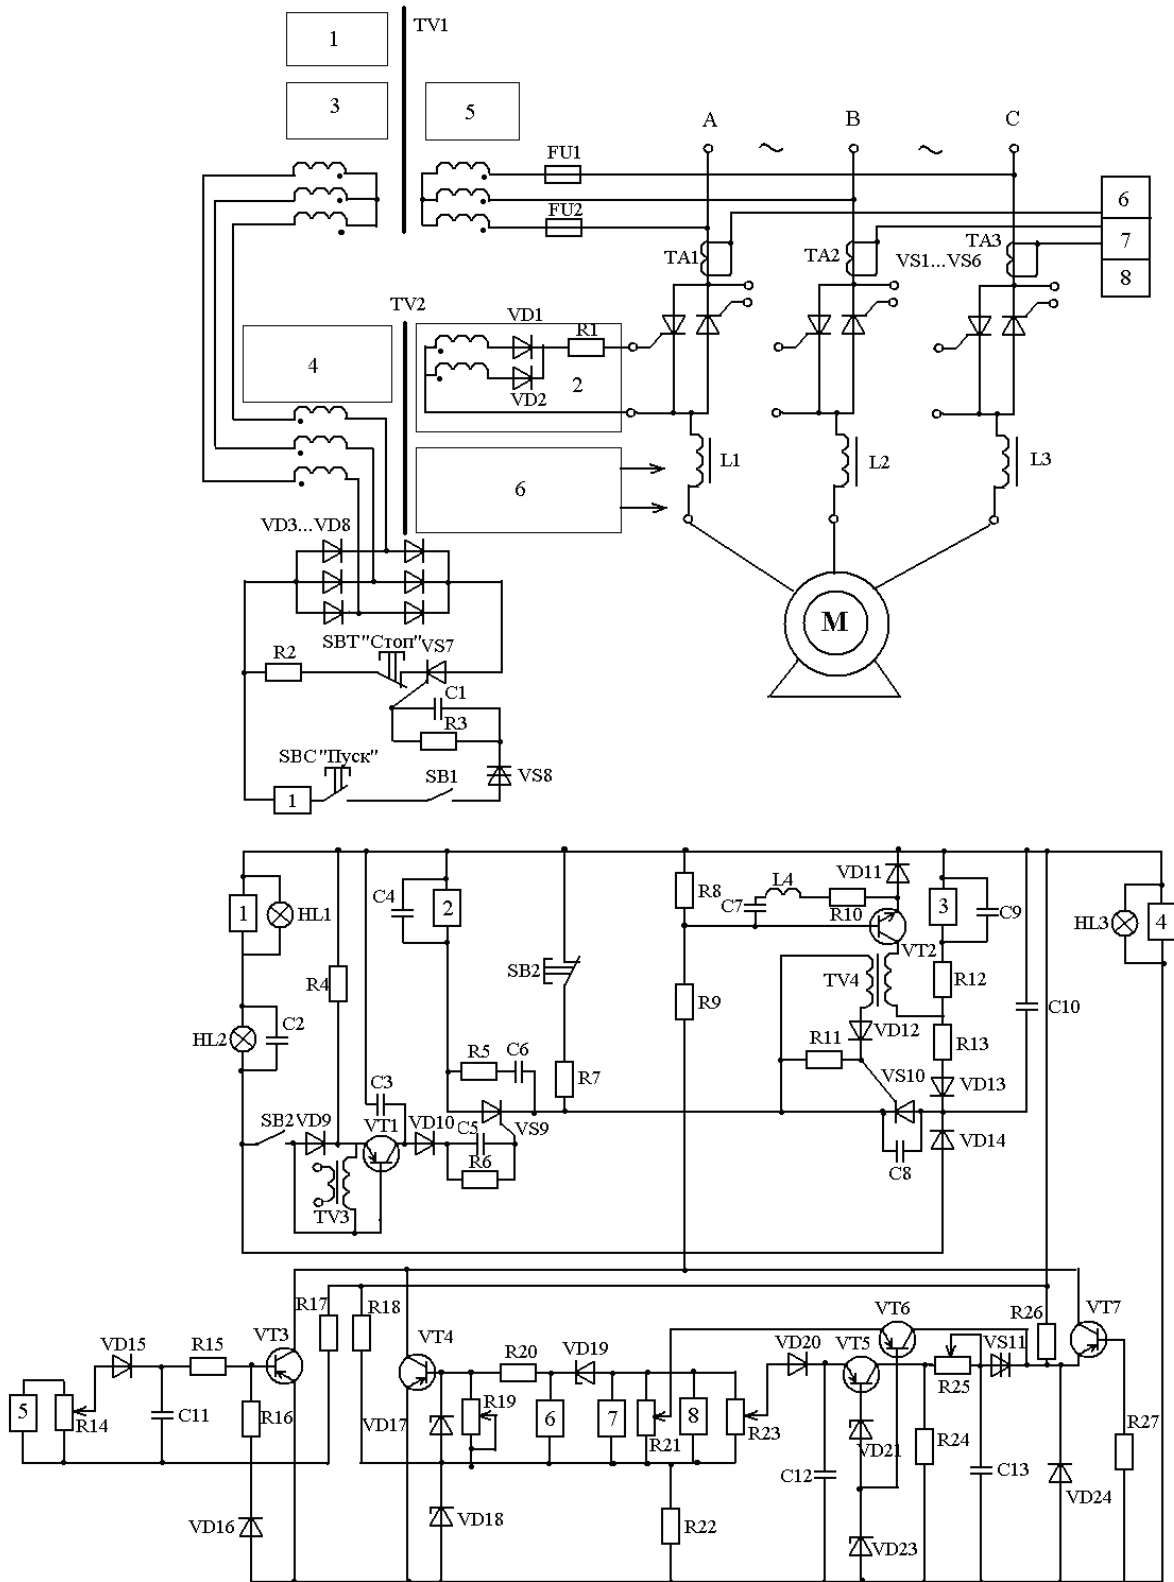 TV1
1
3
5
A
B
C
~
~
FU1
FU2
6
7
8
TA1
TA2
TA3
VS1...VS6
TV2
VD1
R1
4
2
VD2
6
L1
L2
L3
VD3...VD8
SBT"Стоп"
VS7
M
R2
C1
R3
SBC"Пуск"
SB1
VS8
1
1
HL1
C4
2
R8
L4
VD11
C7
R10
3
C9
HL3
4
VT2
SB2
R4
TV4
R12
R9
C10
HL2
C2
VD12
R11
R13
R5
C6
R7
VS10
VD13
C3
SB2
VD9
VT1
VD10
C5
VS9
VD14
R6
C8
TV3
R17
R18
VT6
VT7
R26
VD15
R15
VT3
VT4
R20
VD19
VD20
VT5
VS11
5
R14
C11
R16
VD17
R19
6
7
R21
8
R23
R25
R27
VD21
R24
C12
C13
VD24
VD16
VD18
R22
VD23